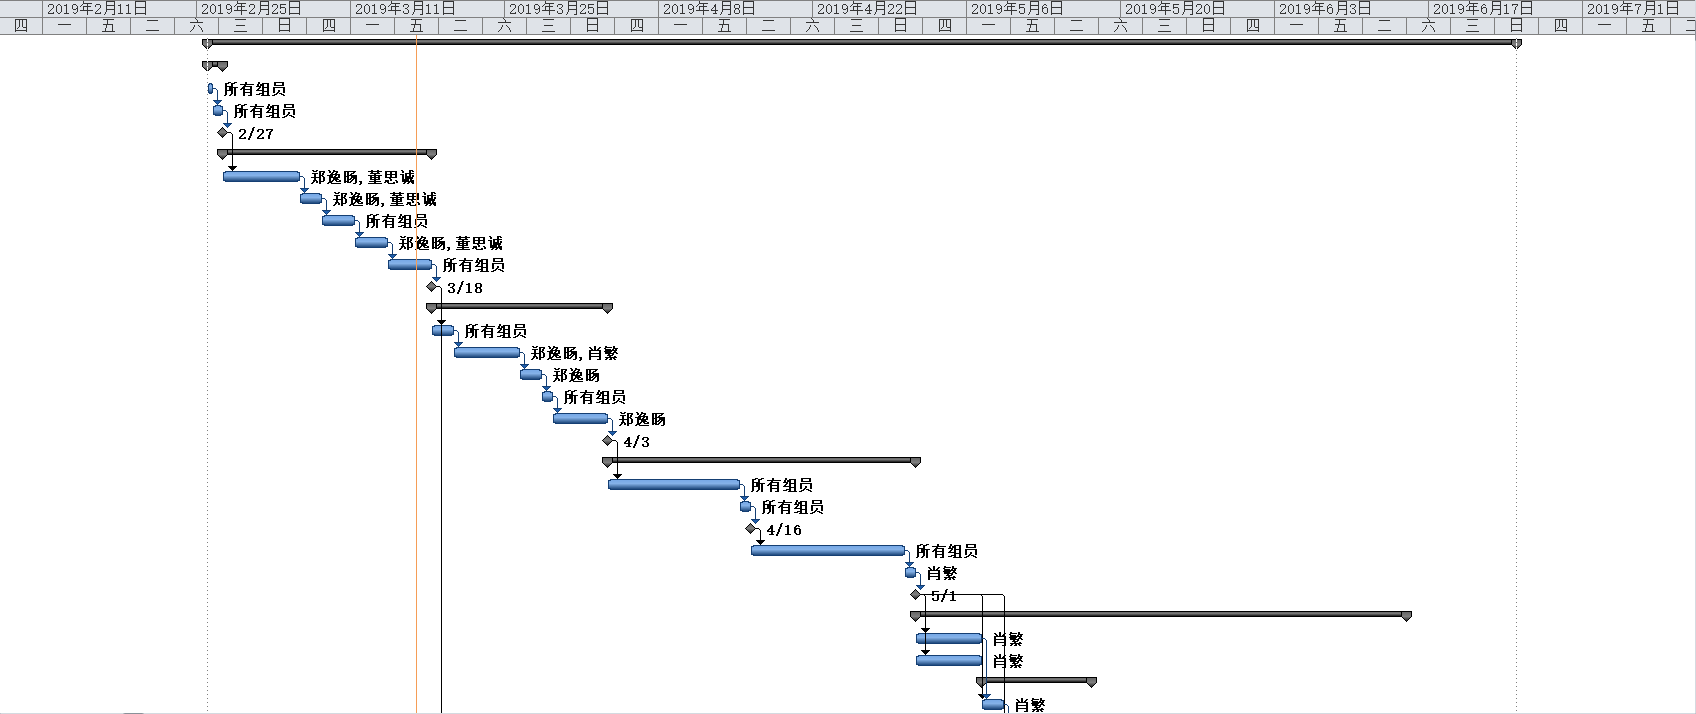 2019年2月11日 2019年2月25日 2019年3月11日 2019年3月25日 2019年4月8日 2019年4月22日 2019年5月6日 2019年5月20日 2019年6月3日 2019年6月17日 2019年7月1日
四 一 五 二 六 三 日 四 一 五 二 六 三 日 四 一 五 二 六 三 日 四 一 五 二 六 三 日 四 一 五 二 六 三 日 四 一 五 二
所有组员
所有组员
2/27
郑逸旸,董思诚
郑逸旸,董思诚
所有组员
郑逸旸,董思诚
所有组员
3/18
所有组员
郑逸旸,肖繁
郑逸旸
所有组员
郑逸旸
4/3
所有组员
所有组员
4/16
所有组员
肖繁
5/1
肖繁
肖繁
肖繁